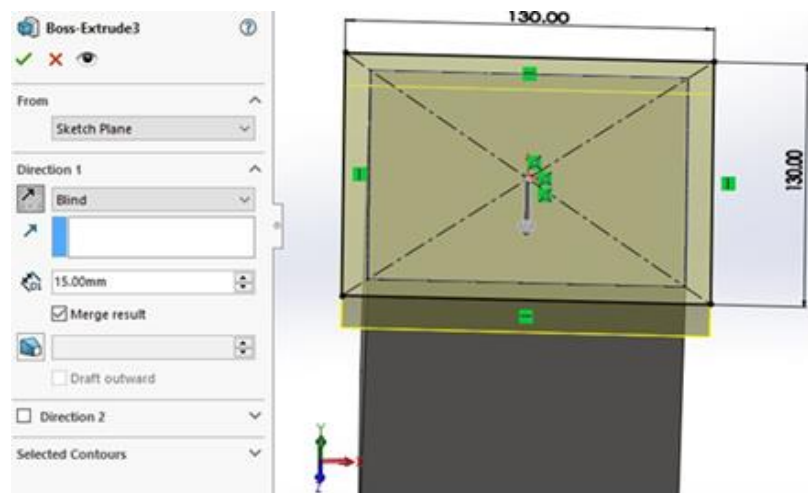 Boss-Extrude3
From
Sketch Plane
Direction 1
Blind
D1
15.00mm
Merge result
Draft outward
Direction 2
Selected Contours
130.00
130.00
Y
Z